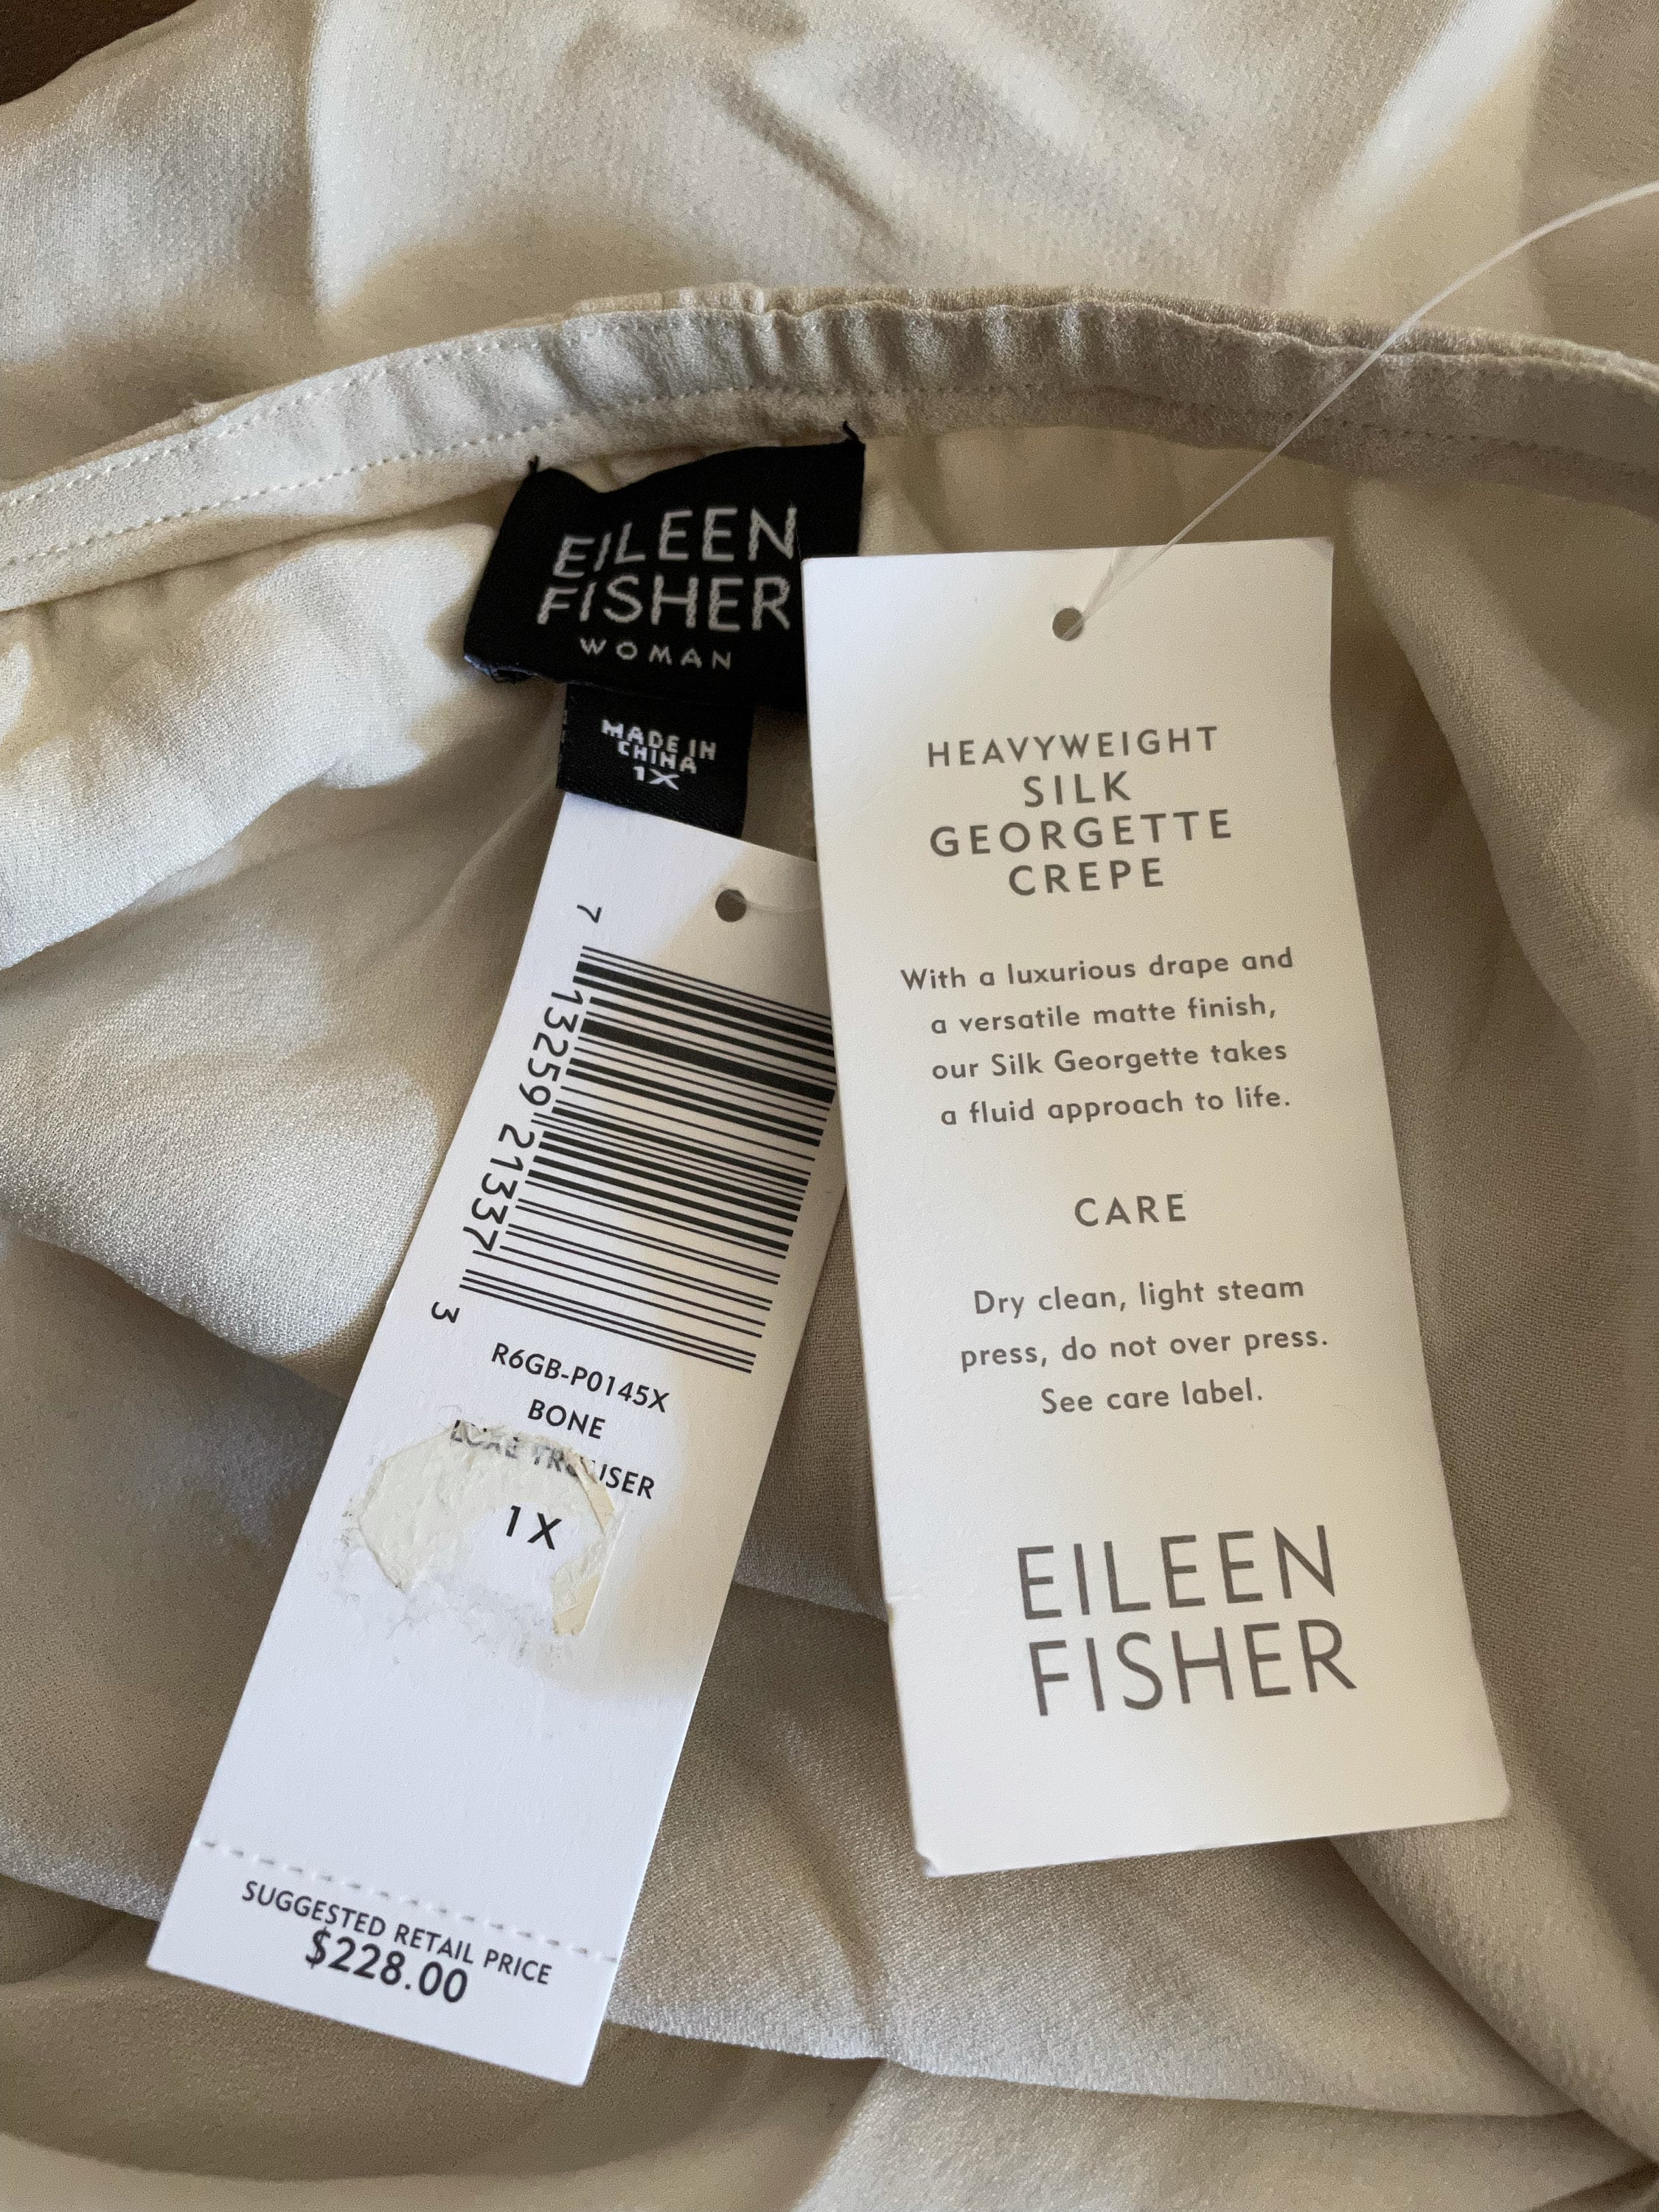 EILEEN
FISHER
WOMAN
MADE IN
CHINA
1X
7 13259 21337 3
R6GB-P0145X
BONE
LUXE TROUSER
1X
SUGGESTED RETAIL PRICE
$228.00
HEAVYWEIGHT
SILK
GEORGETTE
CREPE
With a luxurious drape and
a versatile matte finish,
our Silk Georgette takes
a fluid approach to life.
CARE
Dry clean, light steam
press, do not over press.
See care label.
EILEEN
FISHER